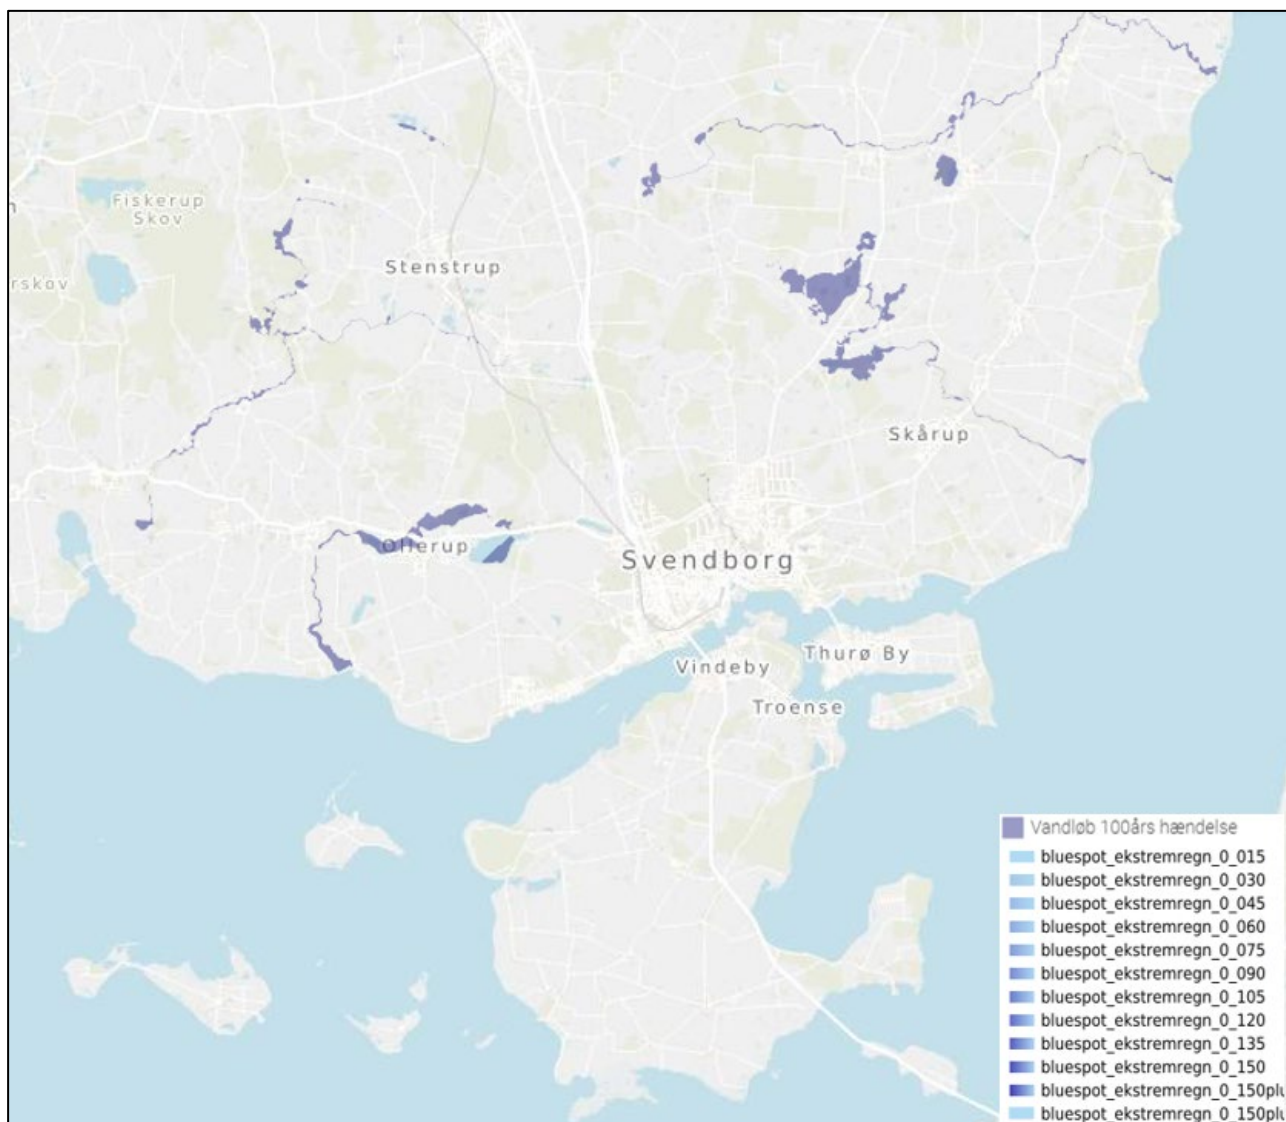 Fiskerup
Skov
n
rskov
Stenstrup
Skårup
Ollerup
Svendborg
Vindeby
Thurø By
Troense
Vandløb 100års hændelse
bluespot_ekstremregn_0_015
bluespot_ekstremregn_0_030
bluespot_ekstremregn_0_045
bluespot_ekstremregn_0_060
bluespot_ekstremregn_0_075
bluespot_ekstremregn_0_090
bluespot_ekstremregn_0_105
bluespot_ekstremregn_0_120
bluespot_ekstremregn_0_135
bluespot_ekstremregn_0_150
bluespot_ekstremregn_0_150plu
bluespot_ekstremregn_0_150plu